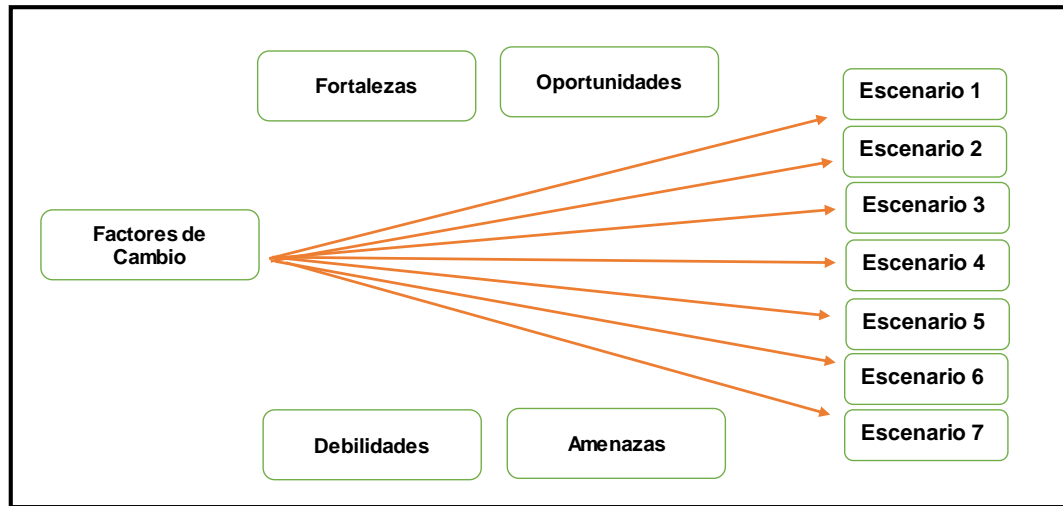 Fortalezas
Oportunidades
Factores de
Cambio
Debilidades
Amenazas
Escenario 1
Escenario 2
Escenario 3
Escenario 4
Escenario 5
Escenario 6
Escenario 7